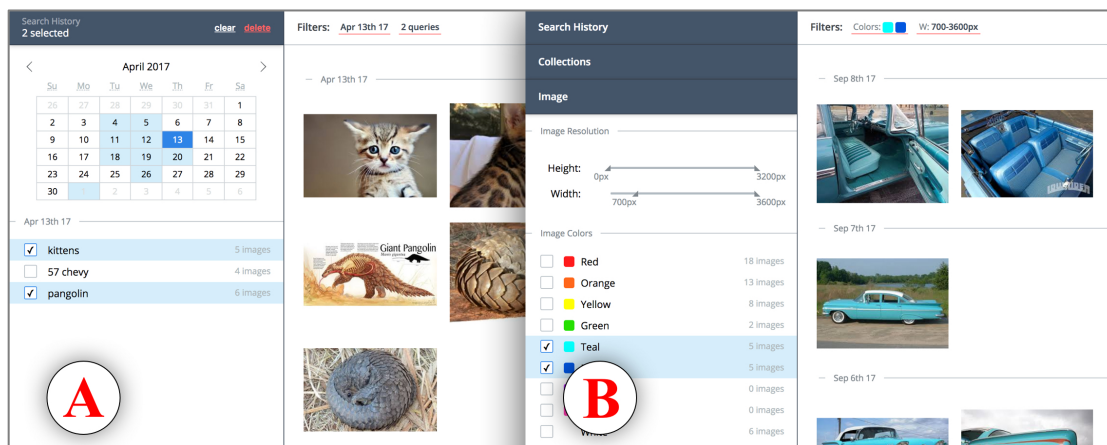 Search History
2 selected
clear delete
April 2017
Su Mo Tu We Th Fr Sa
26 27 28 29 30 31 1
2 3 4 5 6 7 8
9 10 11 12 13 14 15
16 17 18 19 20 21 22
23 24 25 26 27 28 29
30 1 2 3 4 5 6
Apr 13th 17
kittens 5 images
57 chevy 4 images
pangolin 6 images
A
Filters: Apr 13th 17 2 queries
Apr 13th 17
Giant Pangolin
Search History
Collections
Image
Image Resolution
Height:
0px 3200px
Width:
700px 3600px
Image Colors
Red 18 images
Orange 13 images
Yellow 8 images
Green 2 images
Teal 5 images
5 images
0 images
0 images
White 6 images
B
Filters: Colors: W: 700-3600px
Sep 8th 17
Sep 7th 17
Sep 6th 17